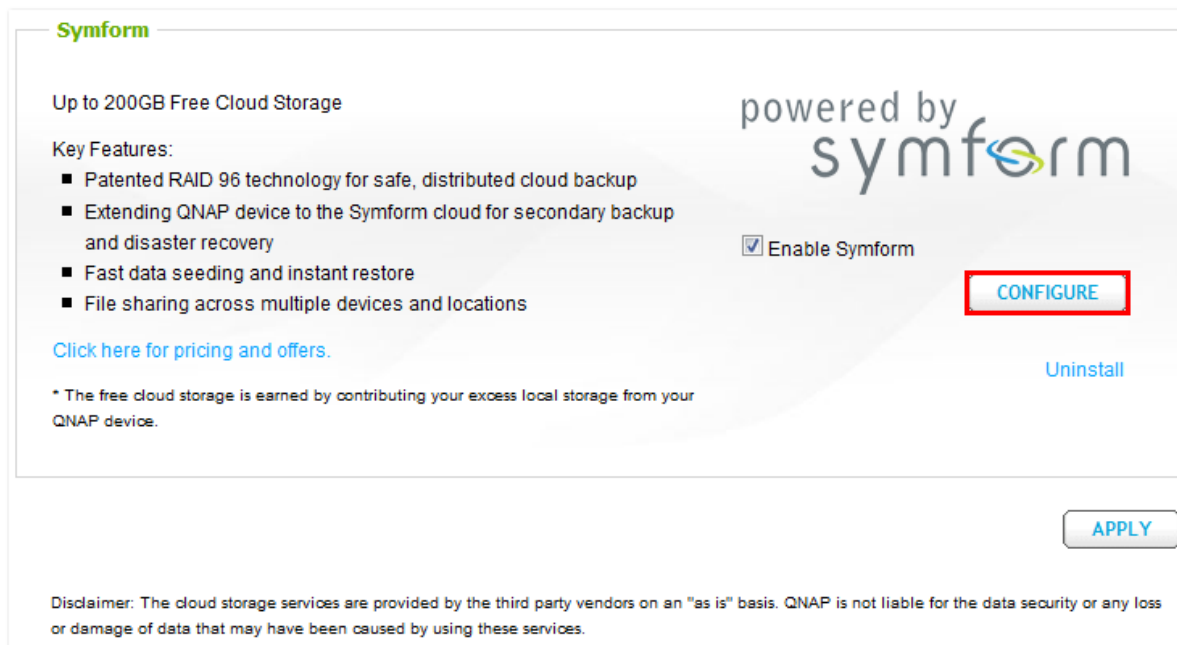 Symform
Up to 200GB Free Cloud Storage
Key Features:
Patented RAID 96 technology for safe, distributed cloud backup
Extending QNAP device to the Symform cloud for secondary backup
and disaster recovery
Fast data seeding and instant restore
File sharing across multiple devices and locations
Click here for pricing and offers.
* The free cloud storage is earned by contributing your excess local storage from your
QNAP device.
powered by
symform
Enable Symform
CONFIGURE
Uninstall
APPLY
Disclaimer: The cloud storage services are provided by the third party vendors on an "as is" basis. QNAP is not liable for the data security or any loss
or damage of data that may have been caused by using these services.